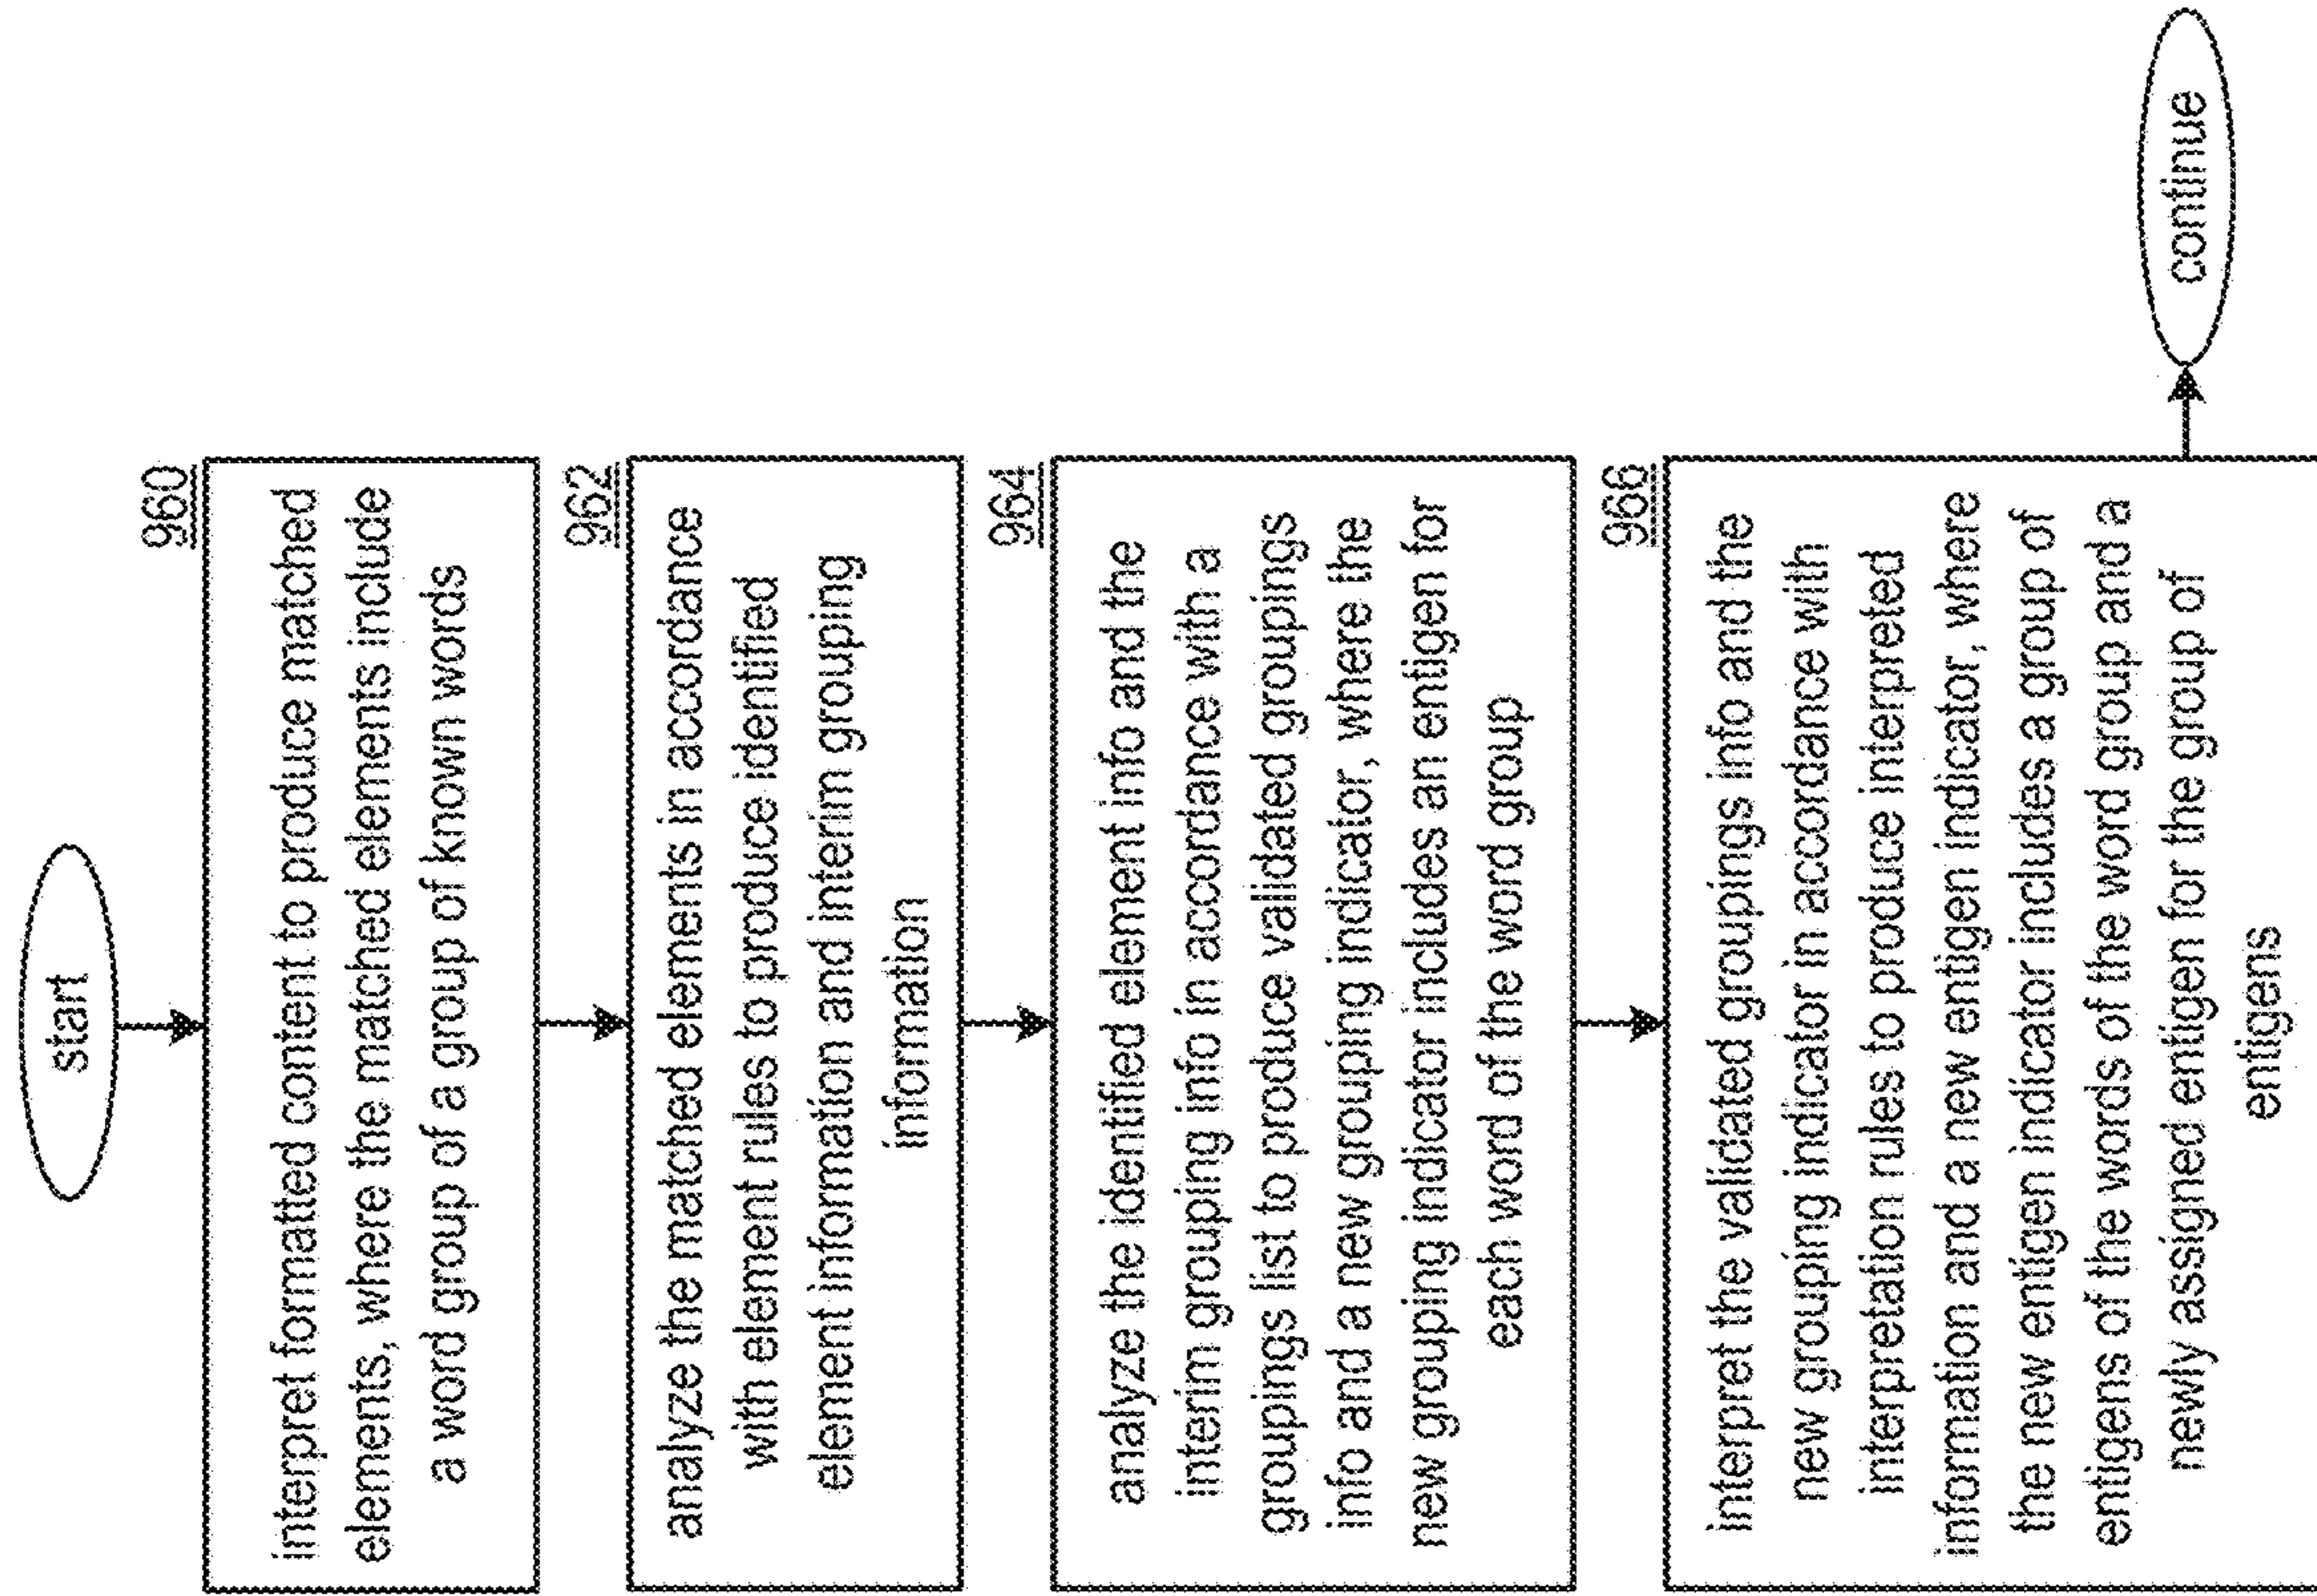 start
960
interpret formatted content to produce matched
elements, where the matched elements include
a word group of a group of known words
962
analyze the matched elements in accordance
with element rules to produce identified
element information and interim grouping
information
964
analyze the identified element info and the
interim grouping info in accordance with a
groupings list to produce validated groupings
info and a new grouping indicator, where the
new grouping indicator includes an entigen for
each word of the word group
966
interpret the validated groupings info and the
new grouping indicator in accordance with
interpretation rules to produce interpreted
information and a new entigen indicator, where
the new entigen indicator includes a group of
entigens of the words of the word group and a
newly assigned entigen for the group of
entigens
continue